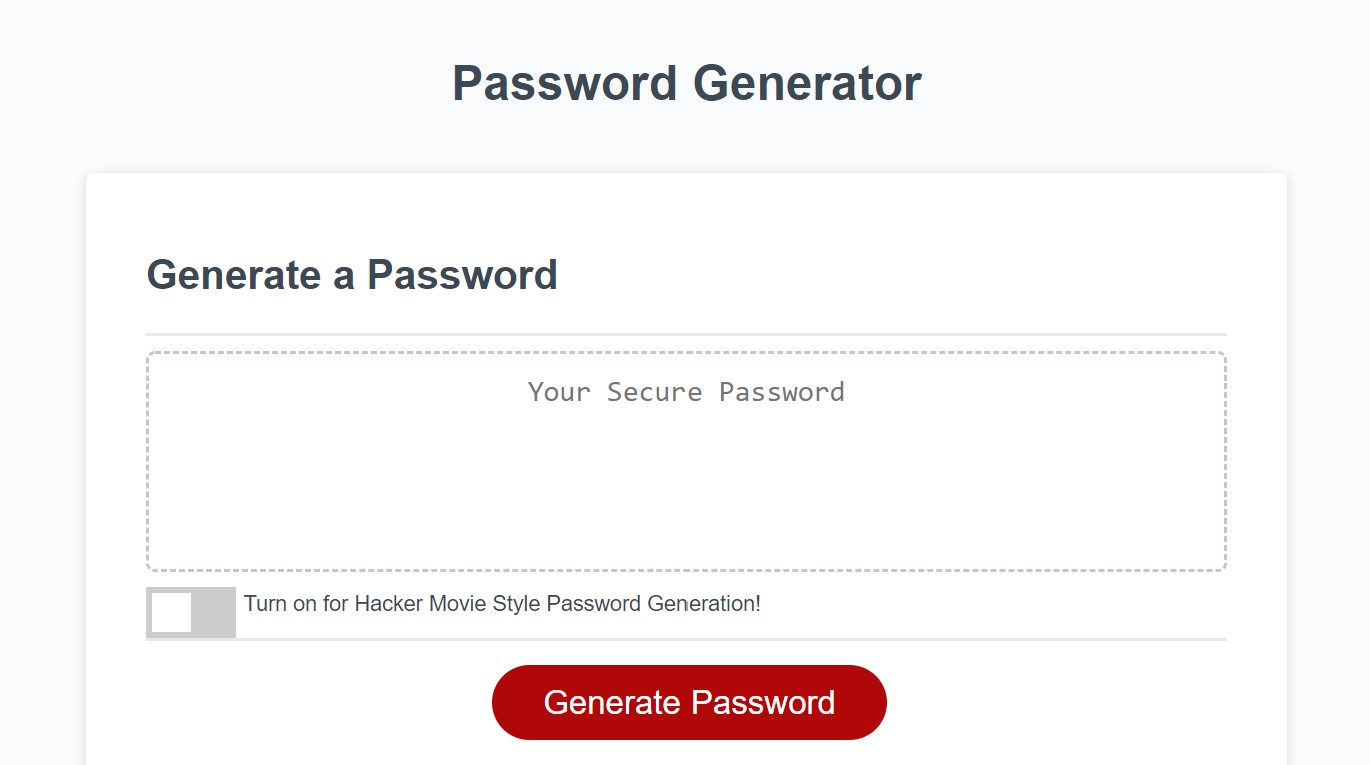 Password Generator
Generate a Password
Your Secure Password
Turn on for Hacker Movie Style Password Generation!
Generate Password